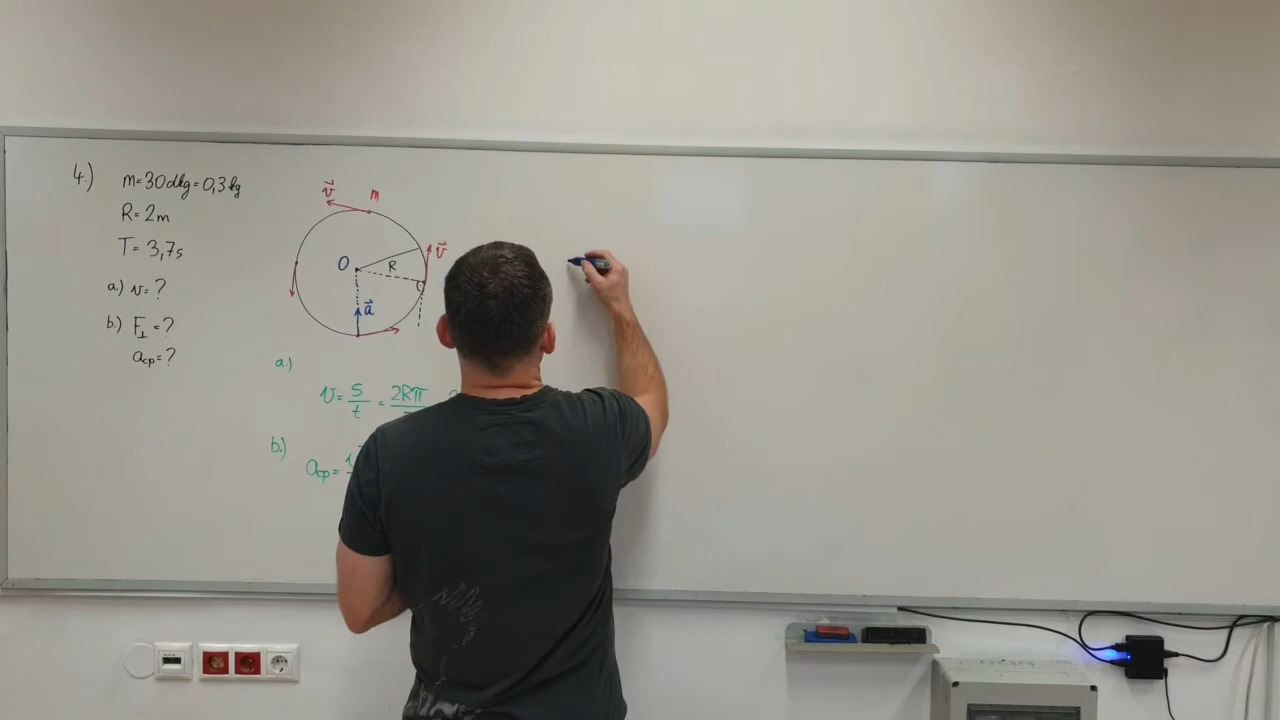 4.)
m=30dkg=0,3kg
R=2m
T=3,7s
a.) v=?
b.) F⊥=?
acp=?
v⃗ m
v⃗
O R
a⃗
a.)
v=s/t=2Rπ/
b.)
acp=